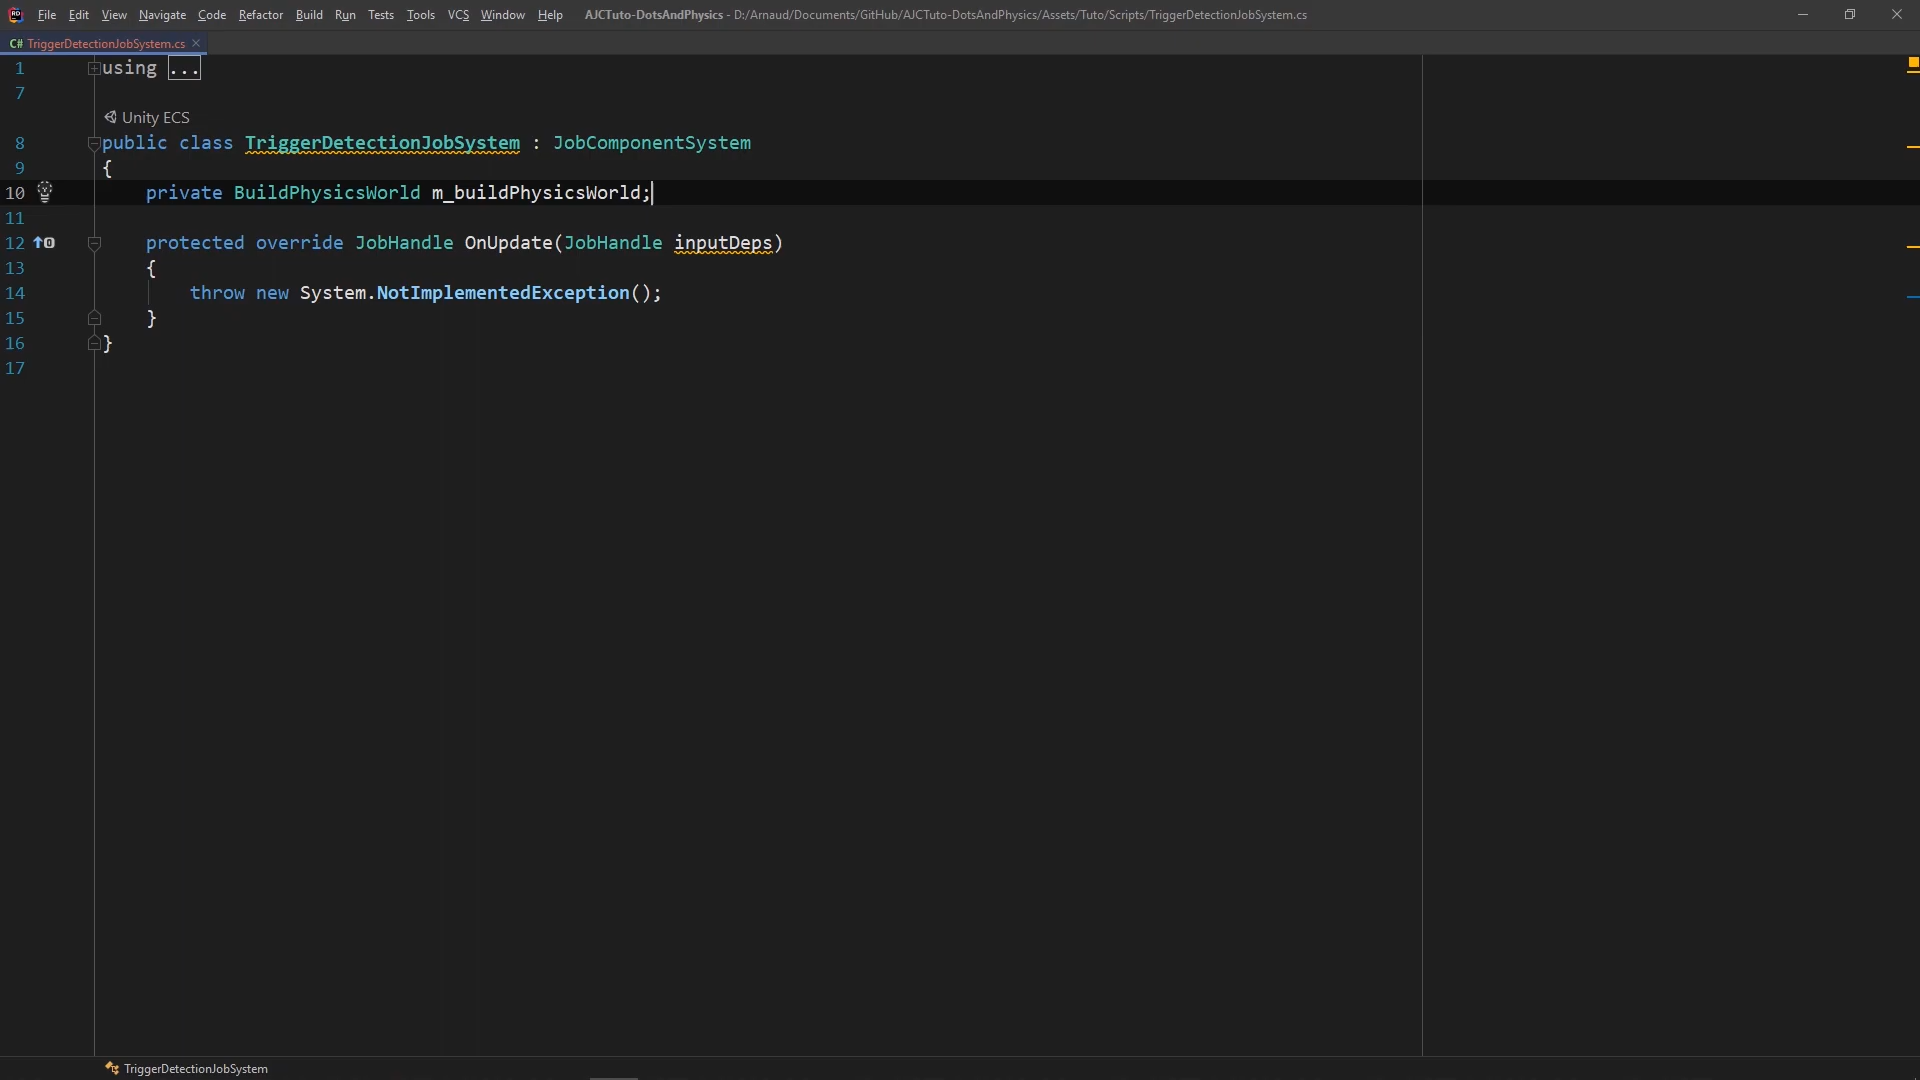 File Edit View Navigate Code Refactor Build Run Tests Tools VCS Window Help AJCTuto-DotsAndPhysics - D:/Arnaud/Documents/GitHub/AJCTuto-DotsAndPhysics/Assets/Tuto/Scripts/TriggerDetectionJobSystem.cs
C# TriggerDetectionJobSystem.cs
1 using ...
7
Unity ECS
8 public class TriggerDetectionJobSystem : JobComponentSystem
9 {
10 private BuildPhysicsWorld m_buildPhysicsWorld;
11
12 protected override JobHandle OnUpdate(JobHandle inputDeps)
13 {
14 throw new System.NotImplementedException();
15 }
16 }
17
TriggerDetectionJobSystem